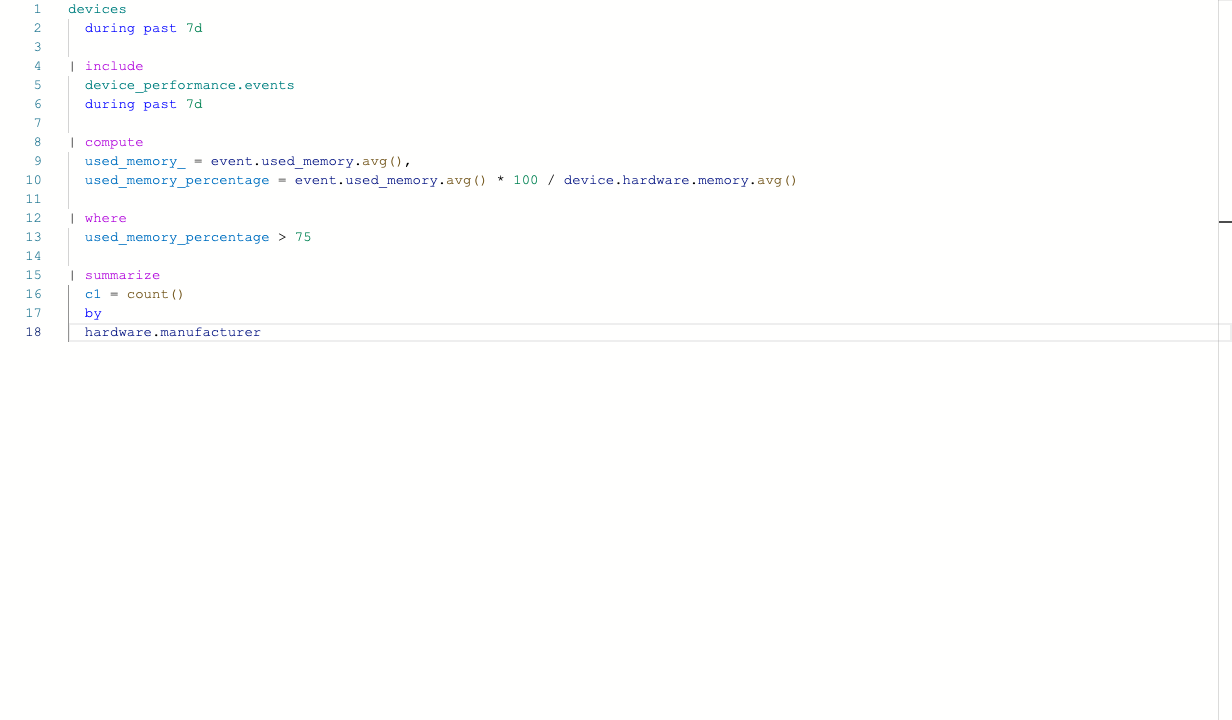 1 devices
2 during past 7d
3
4 | include
5 device_performance.events
6 during past 7d
7
8 | compute
9 used_memory_ = event.used_memory.avg(),
10 used_memory_percentage = event.used_memory.avg() * 100 / device.hardware.memory.avg()
11
12 | where
13 used_memory_percentage > 75
14
15 | summarize
16 c1 = count()
17 by
18 hardware.manufacturer